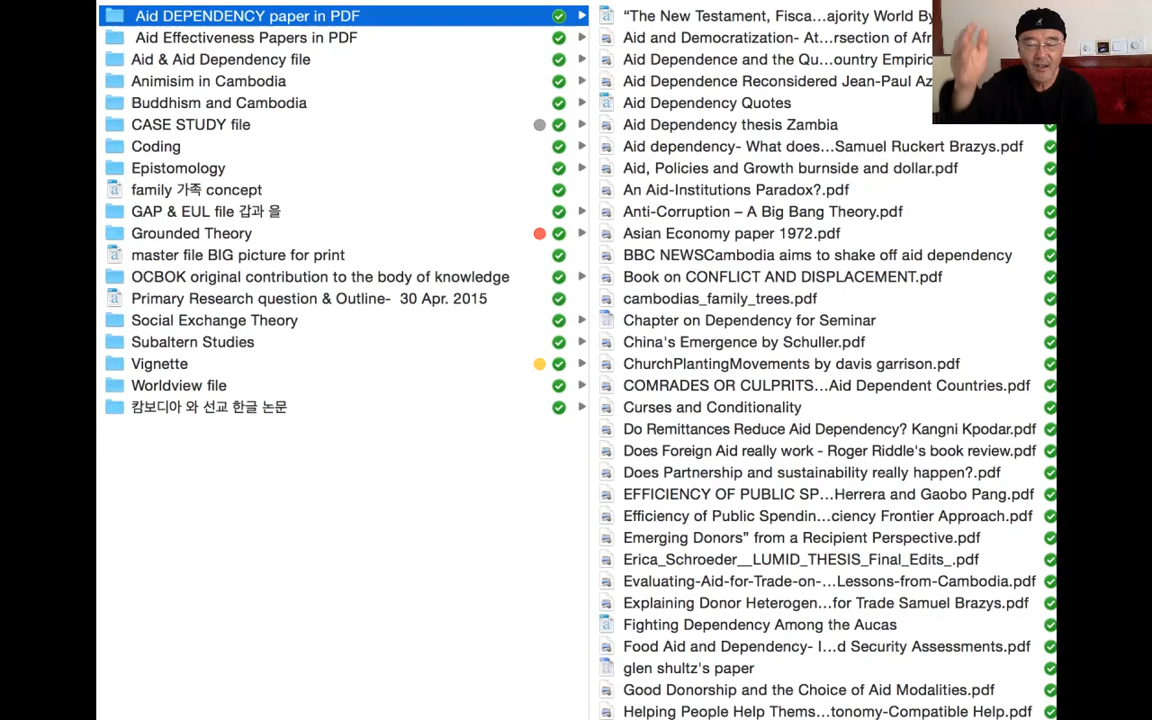 Aid DEPENDENCY paper in PDF
Aid Effectiveness Papers in PDF
Aid & Aid Dependency file
Animisim in Cambodia
Buddhism and Cambodia
CASE STUDY file
Coding
Epistomology
family 가족 concept
GAP & EUL file 갑과 을
Grounded Theory
master file BIG picture for print
OCBOK original contribution to the body of knowledge
Primary Research question & Outline- 30 Apr. 2015
Social Exchange Theory
Subaltern Studies
Vignette
Worldview file
캄보디아 와 선교 한글 논문
“The New Testament, Fisca...ajority World By
Aid and Democratization- At...rsection of Afr
Aid Dependence and the Qu...ountry Empiric
Aid Dependence Reconsidered Jean-Paul Az
Aid Dependency Quotes
Aid Dependency thesis Zambia
Aid dependency- What does...Samuel Ruckert Brazys.pdf
Aid, Policies and Growth burnside and dollar.pdf
An Aid-Institutions Paradox?.pdf
Anti-Corruption – A Big Bang Theory.pdf
Asian Economy paper 1972.pdf
BBC NEWSCambodia aims to shake off aid dependency
Book on CONFLICT AND DISPLACEMENT.pdf
cambodias_family_trees.pdf
Chapter on Dependency for Seminar
China's Emergence by Schuller.pdf
ChurchPlantingMovements by davis garrison.pdf
COMRADES OR CULPRITS...Aid Dependent Countries.pdf
Curses and Conditionality
Do Remittances Reduce Aid Dependency? Kangni Kpodar.pdf
Does Foreign Aid really work - Roger Riddle's book review.pdf
Does Partnership and sustainability really happen?.pdf
EFFICIENCY OF PUBLIC SP...Herrera and Gaobo Pang.pdf
Efficiency of Public Spendin...ciency Frontier Approach.pdf
Emerging Donors” from a Recipient Perspective.pdf
Erica_Schroeder__LUMID_THESIS_Final_Edits_.pdf
Evaluating-Aid-for-Trade-on-...Lessons-from-Cambodia.pdf
Explaining Donor Heterogen...for Trade Samuel Brazys.pdf
Fighting Dependency Among the Aucas
Food Aid and Dependency- I...d Security Assessments.pdf
glen shultz's paper
Good Donorship and the Choice of Aid Modalities.pdf
Helping People Help Thems...tonomy-Compatible Help.pdf